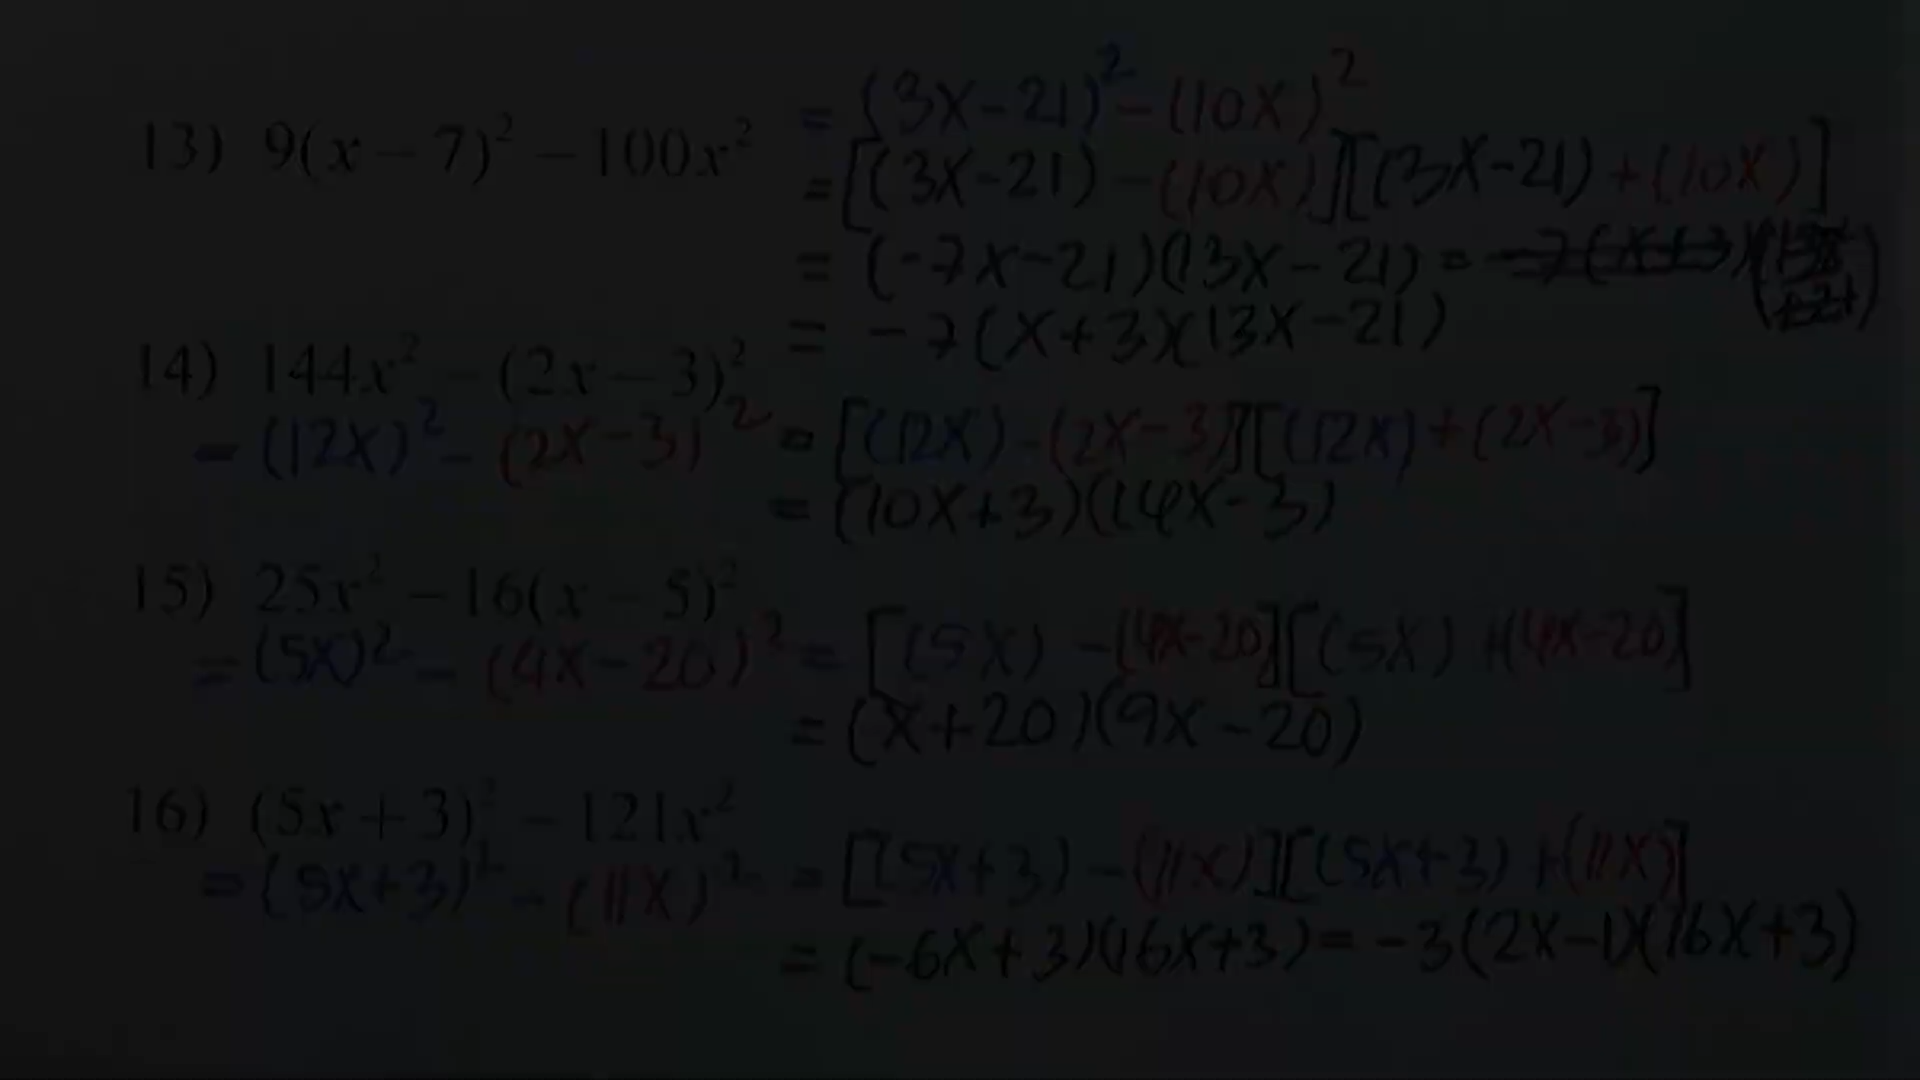 13) 9(x − 7)² − 100x² = (3x−21)² − (10x)²
= [(3x−21) − (10x)][(3x−21) + (10x)]
= (−7x−21)(13x−21) =
= −7(x+3)(13x−21)
14) 144x² − (2x − 3)²
= (12x)² − (2x−3)² = [(12x) − (2x−3)][(12x) + (2x−3)]
= (10x+3)(14x−3)
15) 25x² − 16(x − 5)²
= (5x)² − (4x−20)² = [(5x) − (4x−20)][(5x) + (4x−20)]
= (x+20)(9x−20)
16) (5x + 3)² − 121x²
= (5x+3)² − (11x)² = [(5x+3) − (11x)][(5x+3) + (11x)]
= (−6x+3)(16x+3) = −3(2x−1)(16x+3)